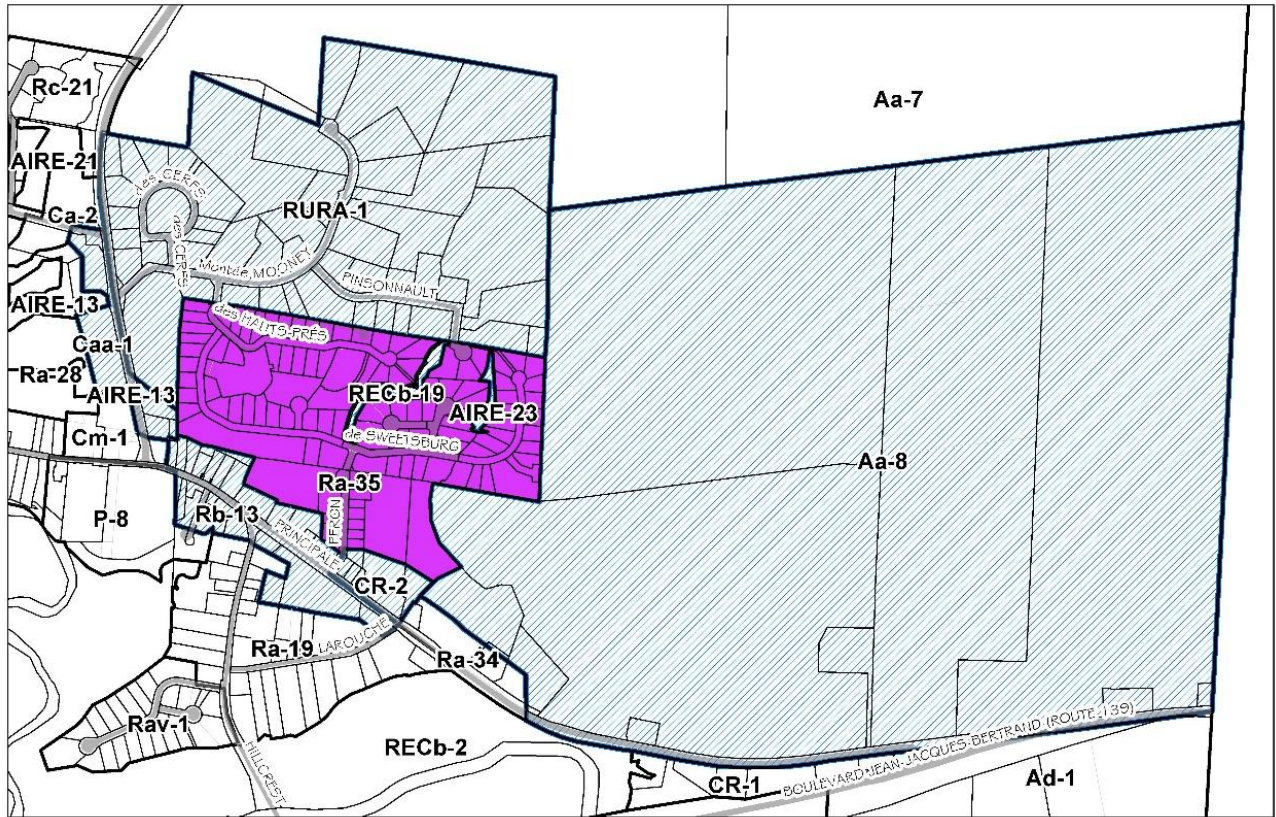 Rc-21
Aa-7
AIRE-21
des CERFS
Ca-2
RURA-1
des CERFS
Montée MOONEY
PINSONNAULT
AIRE-13
des HAUTS-PRÉS
Caa-1
Ra-28
AIRE-13
RECb-19
AIRE-23
Cm-1
de SWEETSBURG
Aa-8
Ra-35
P-8
Rb-13
PERON
PRINCIPALE
CR-2
Ra-19
LAROUCHE
Ra-34
Rav-1
HILLCREST
RECb-2
BOULEVARD JEAN-JACQUES-BERTRAND (ROUTE 139)
CR-1
Ad-1